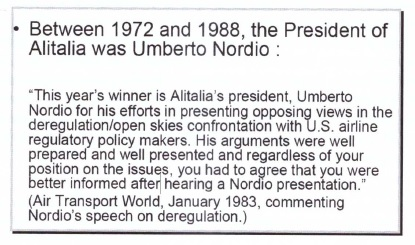 • Between 1972 and 1988, the President of
Alitalia was Umberto Nordio :
“This year’s winner is Alitalia’s president, Umberto
Nordio for his efforts in presenting opposing views in the
deregulation/open skies confrontation with U.S. airline
regulatory policy makers. His arguments were well
prepared and well presented and regardless of your
position on the issues, you had to agree that you were
better informed after hearing a Nordio presentation.”
(Air Transport World, January 1983, commenting
Nordio’s speech on deregulation.)